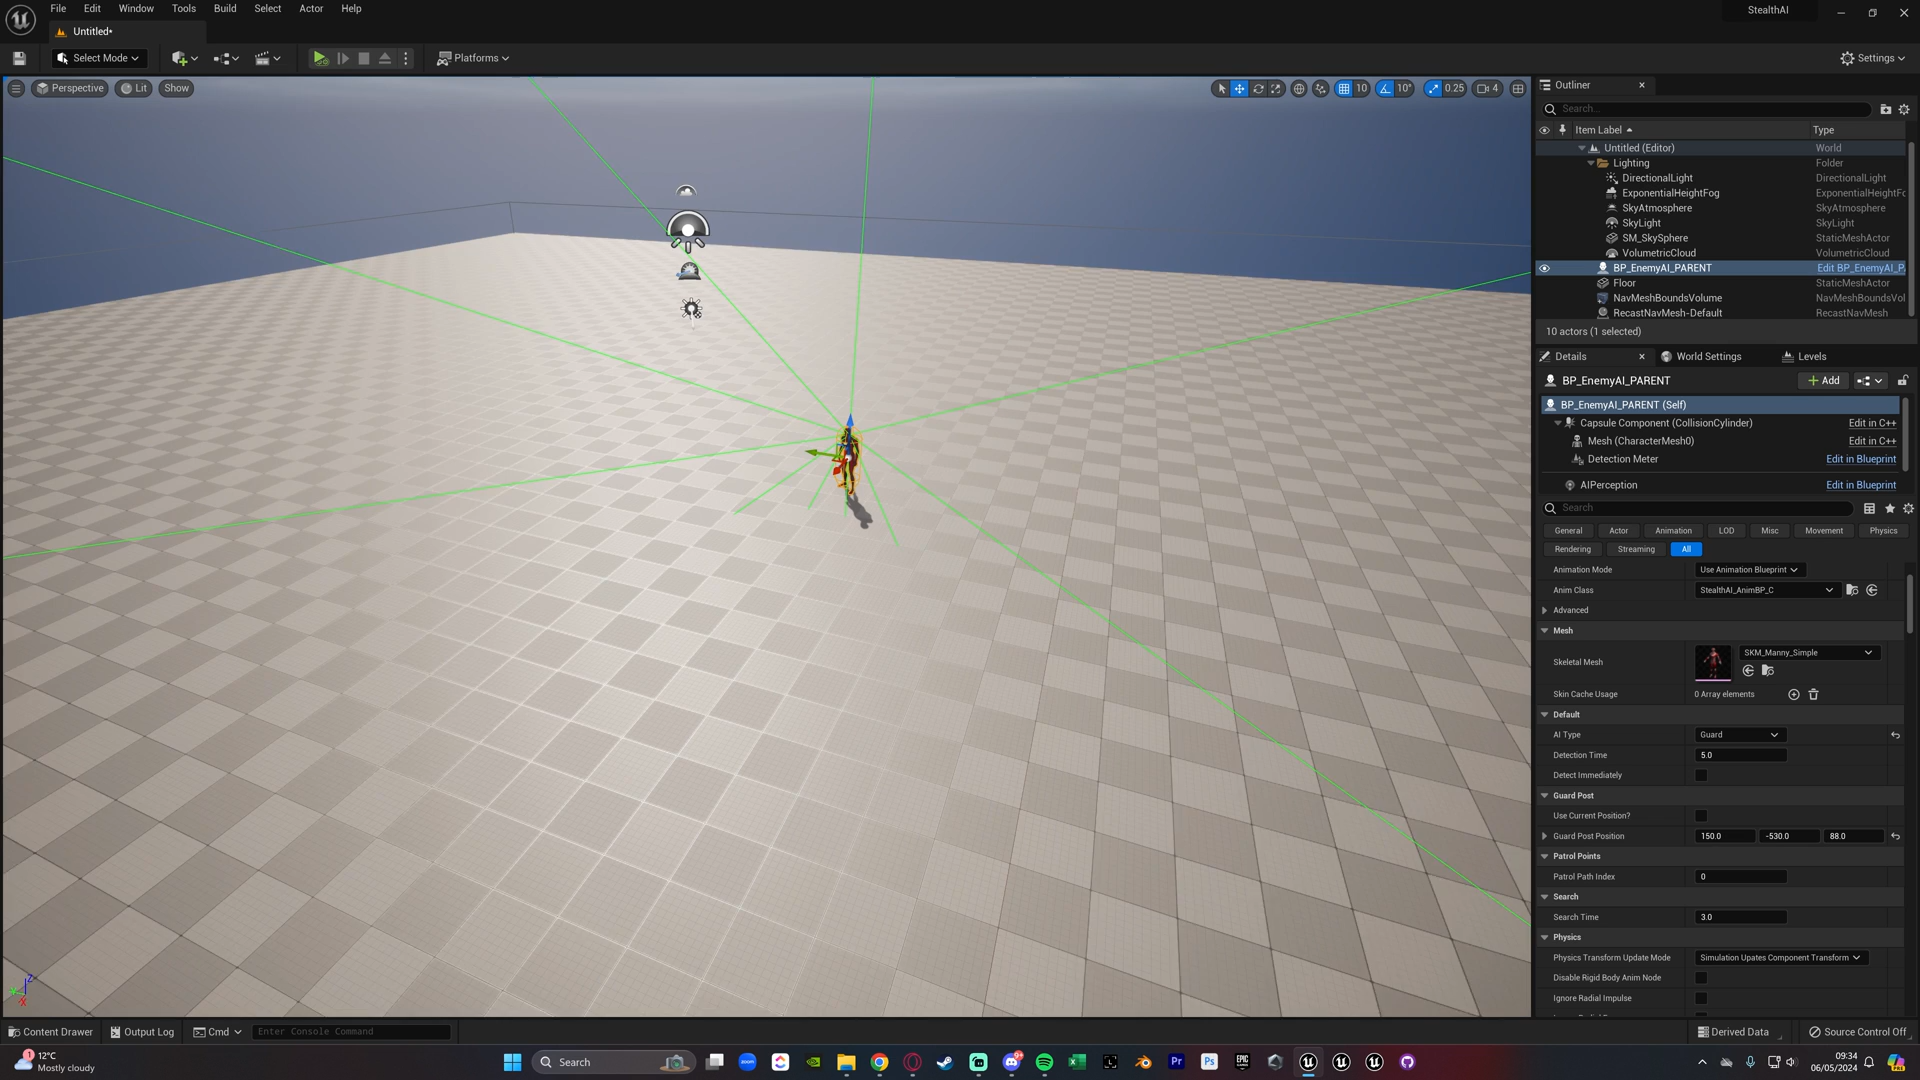 File Edit Window Tools Build Select Actor Help
StealthAI
Untitled*
Select Mode
Platforms
Settings
Perspective
Lit
Show
10
10°
0.25
4
Outliner
Search...
Item Label
Type
Untitled (Editor)
World
Lighting
Folder
DirectionalLight
DirectionalLight
ExponentialHeightFog
ExponentialHeightFo
SkyAtmosphere
SkyAtmosphere
SkyLight
SkyLight
SM_SkySphere
StaticMeshActor
VolumetricCloud
VolumetricCloud
BP_EnemyAI_PARENT
Edit BP_EnemyAI_P
Floor
StaticMeshActor
NavMeshBoundsVolume
NavMeshBoundsVol
RecastNavMesh-Default
RecastNavMesh
10 actors (1 selected)
Details
World Settings
Levels
BP_EnemyAI_PARENT
Add
BP_EnemyAI_PARENT (Self)
Capsule Component (CollisionCylinder)
Edit in C++
Mesh (CharacterMesh0)
Edit in C++
Detection Meter
Edit in Blueprint
AIPerception
Edit in Blueprint
Search
General
Actor
Animation
LOD
Misc
Movement
Physics
Rendering
Streaming
All
Animation Mode
Use Animation Blueprint
Anim Class
StealthAI_AnimBP_C
Advanced
Mesh
Skeletal Mesh
SKM_Manny_Simple
Skin Cache Usage
0 Array elements
Default
AI Type
Guard
Detection Time
5.0
Detect Immediately
Guard Post
Use Current Position?
Guard Post Position
150.0
-530.0
88.0
Patrol Points
Patrol Path Index
0
Search
Search Time
3.0
Physics
Physics Transform Update Mode
Simulation Upates Component Transform
Disable Rigid Body Anim Node
Ignore Radial Impulse
Z
X
Content Drawer
Output Log
Cmd
Enter Console Command
Derived Data
Source Control Off
1
12°C
Mostly cloudy
Search
zoom
Pr
Ps
EPIC
GAMES
09:34
06/05/2024